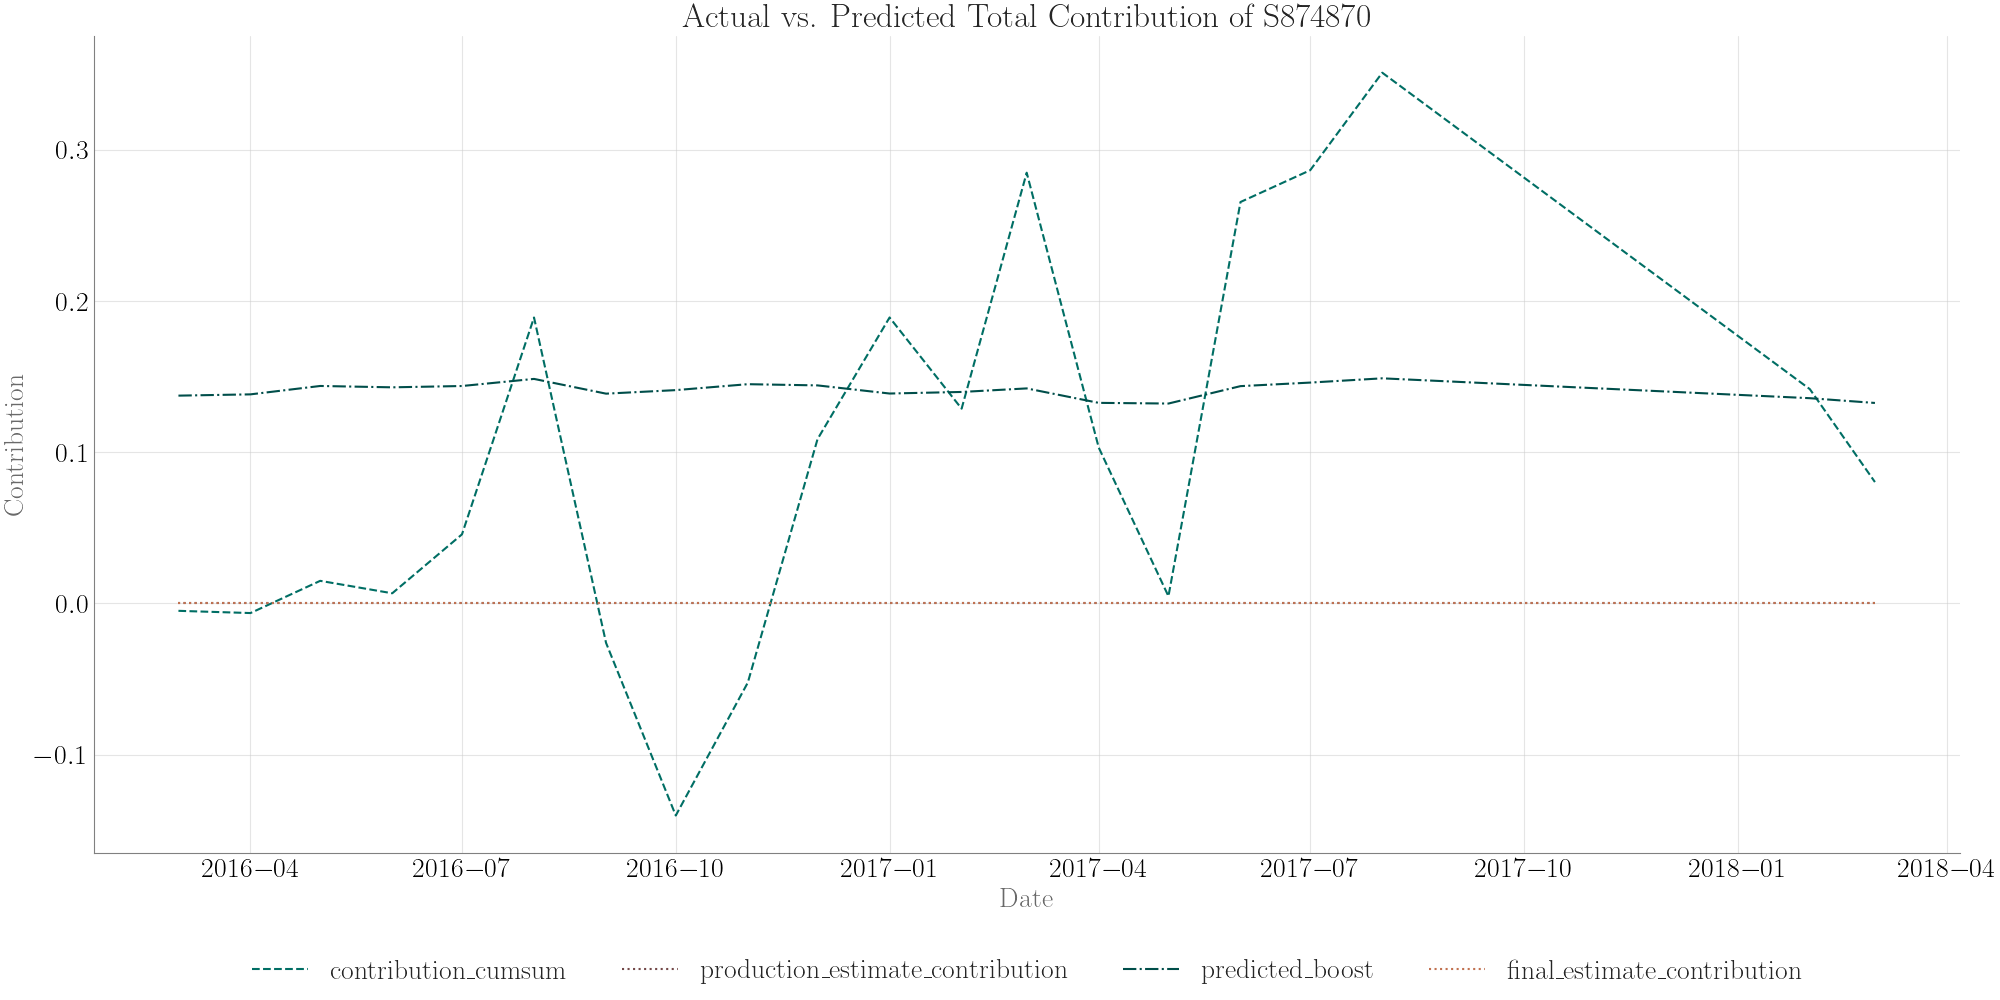 Actual vs. Predicted Total Contribution of S874870
Contribution
0.3
0.2
0.1
0.0
−0.1
2016−04 2016−07 2016−10 2017−01 2017−04 2017−07 2017−10 2018−01 2018−04
Date
contribution_cumsum production_estimate_contribution predicted_boost final_estimate_contribution